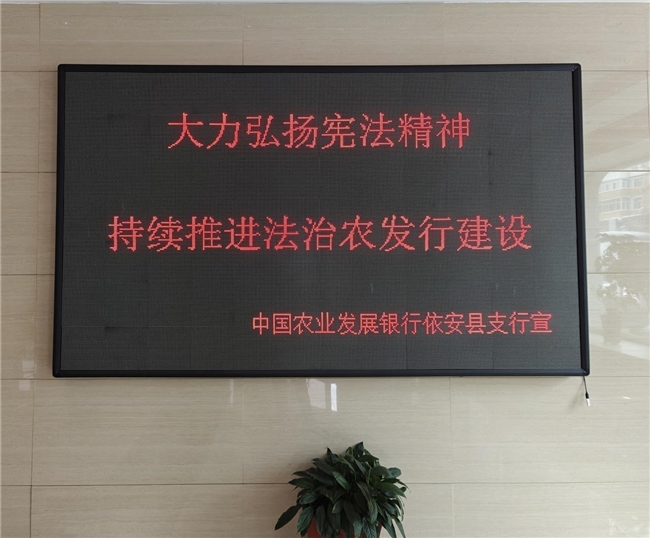 大力弘扬宪法精神
持续推进法治农发行建设
中国农业发展银行依安县支行宣